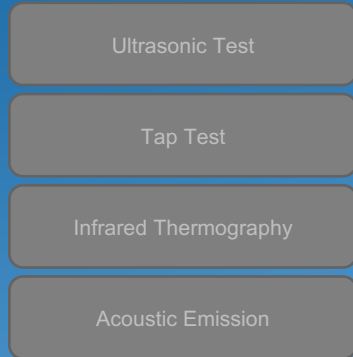 Ultrasonic Test
Tap Test
Infrared Thermography
Acoustic Emission